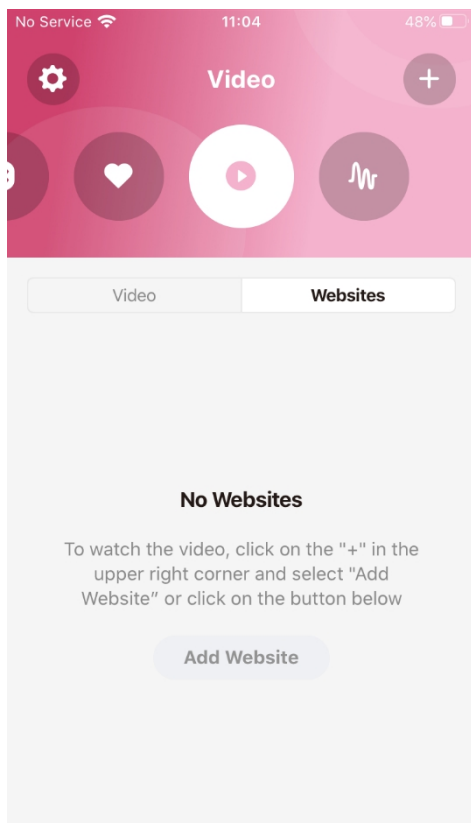 No Service 11:04 48%
Video
Video Websites
No Websites
To watch the video, click on the "+" in the
upper right corner and select "Add
Website” or click on the button below
Add Website